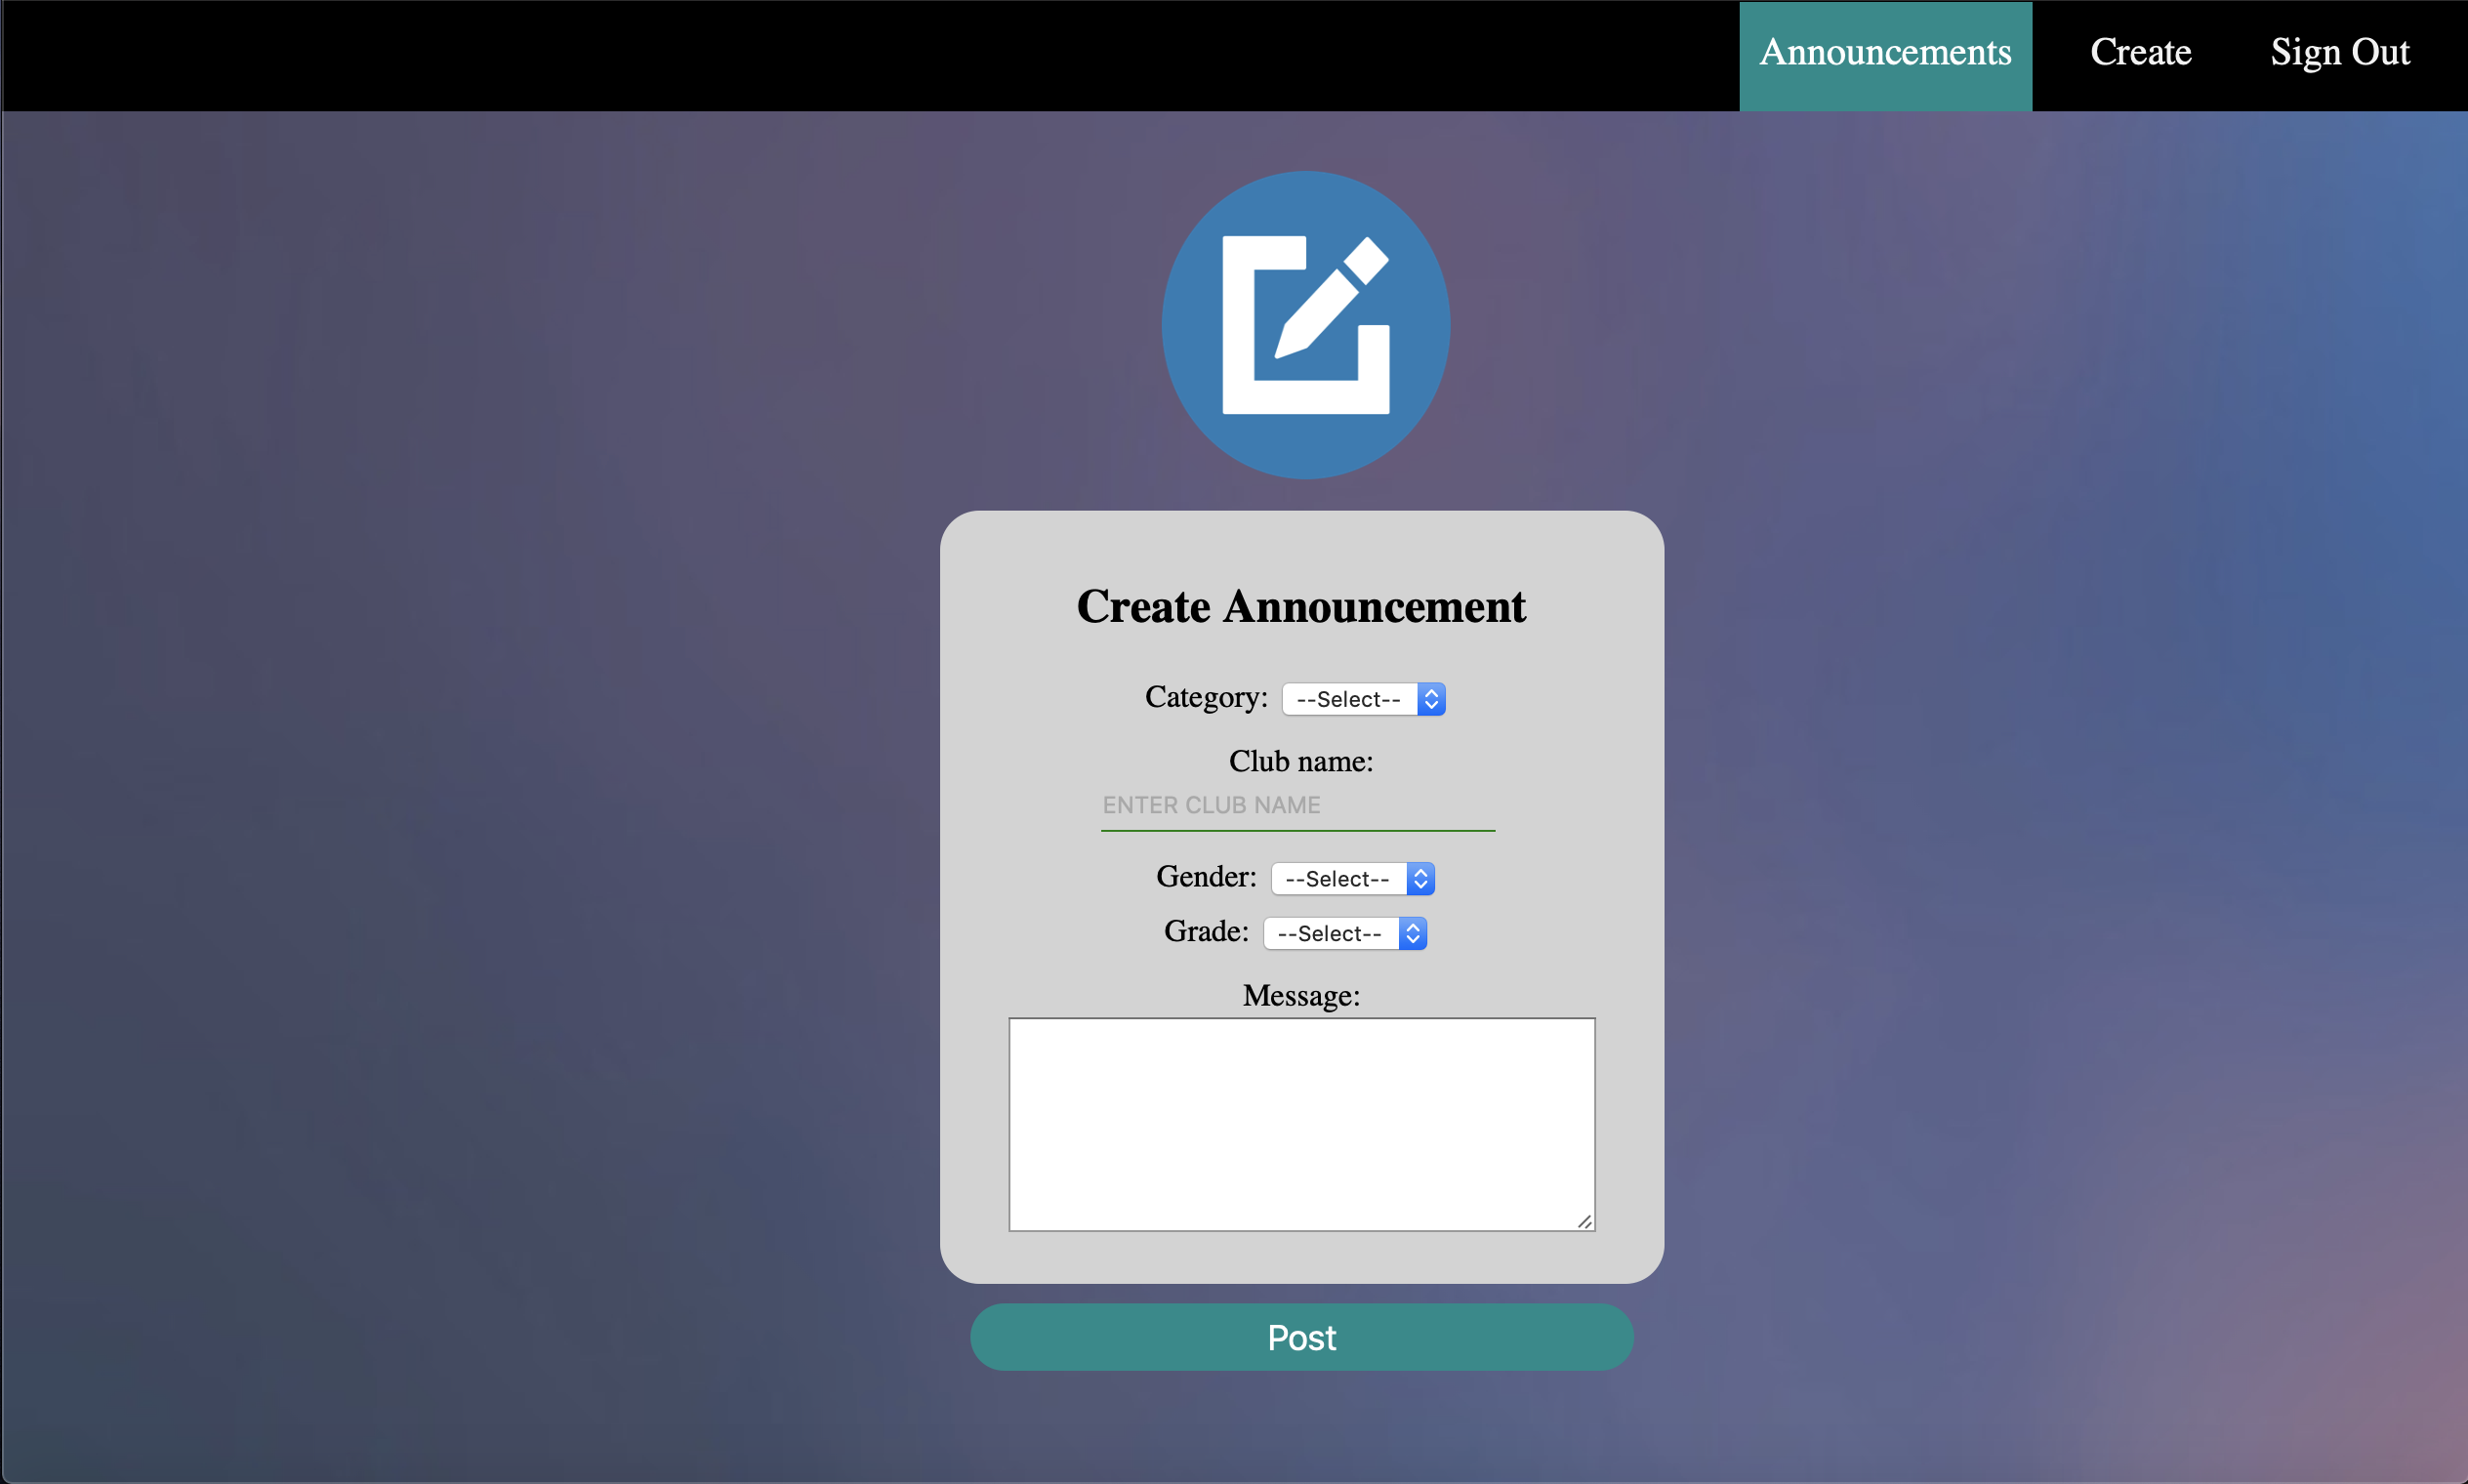 Announcements Create Sign Out
Create Announcement
Category: --Select--
Club name:
ENTER CLUB NAME
Gender: --Select--
Grade: --Select--
Message:
Post